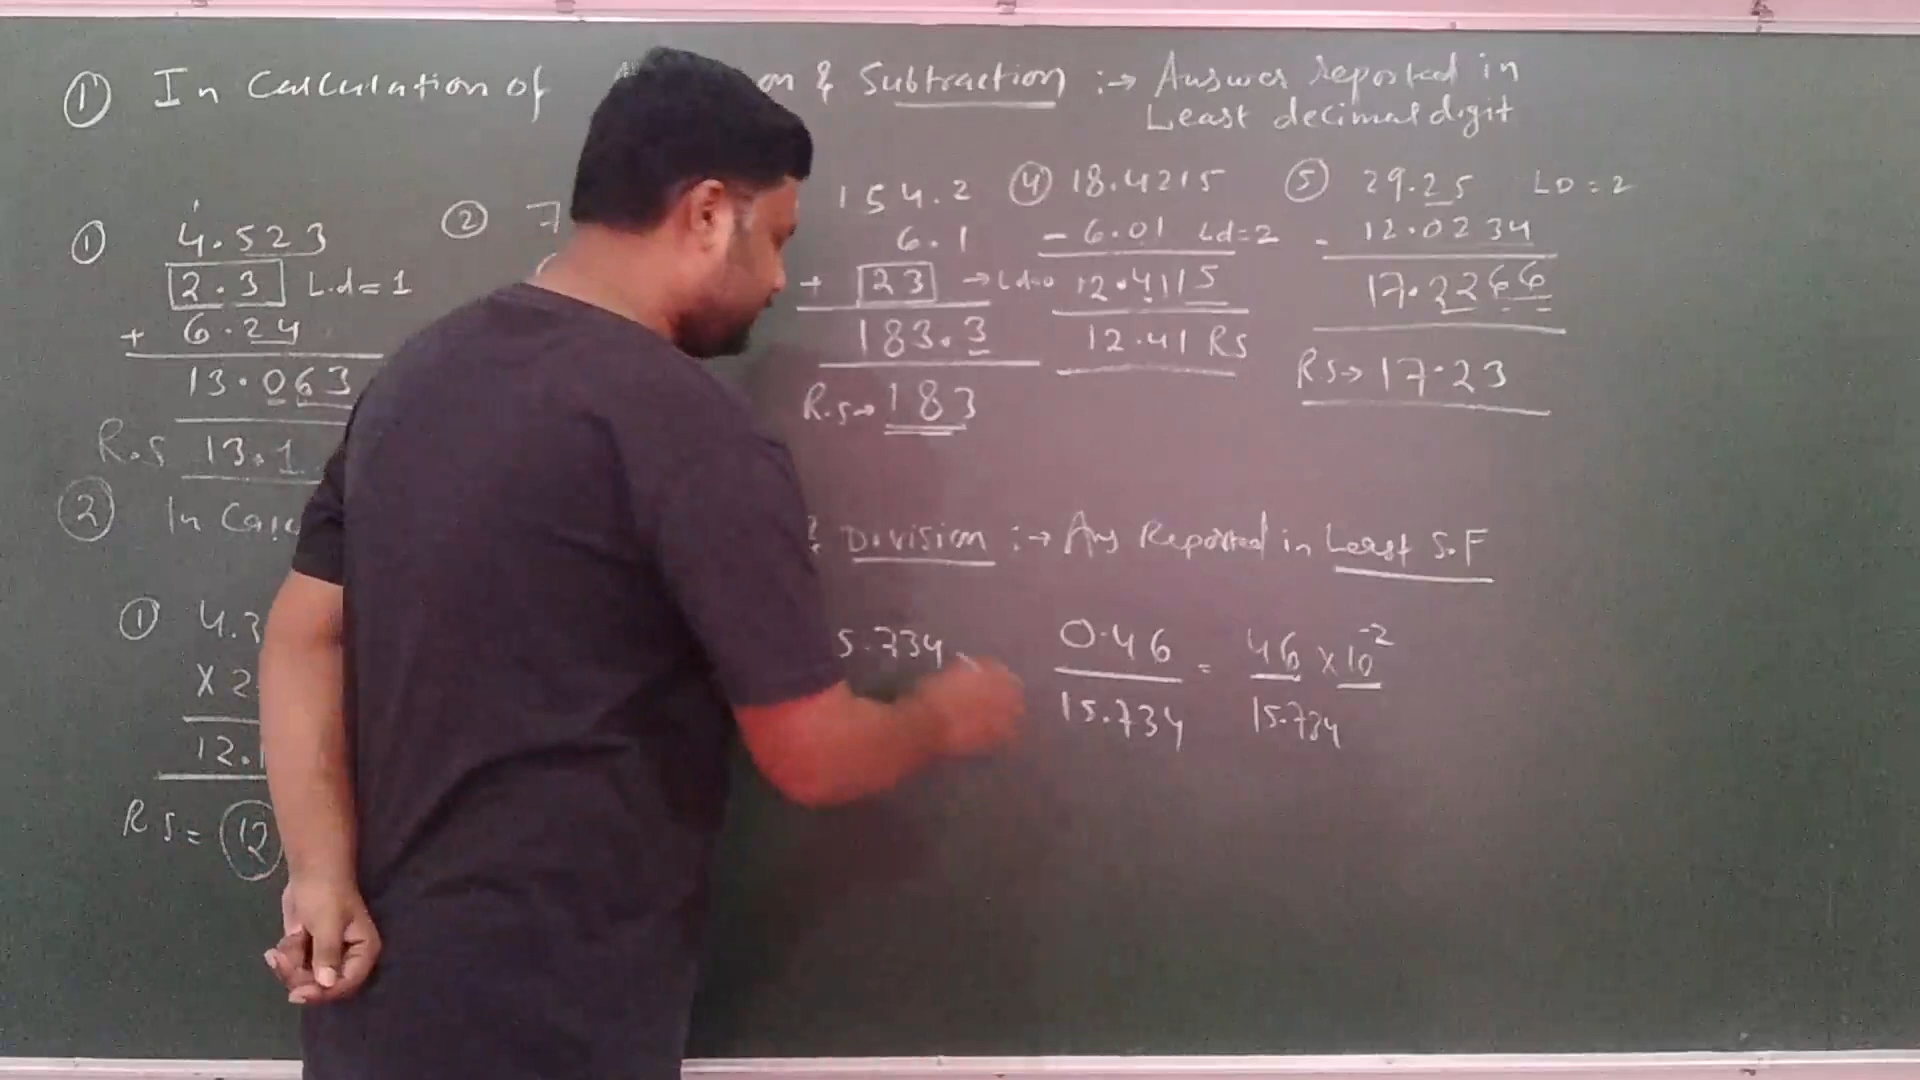 ① In Calculation of on & Subtraction :→ Answer reported in
Least decimal digit
① 4.523
2.3 L.d = 1
+ 6.24
13.063
R.S 13.1
② 7
154.2
6.1
+ 23 → L.d=0
183.3
R.S→ 183
④ 18.4215
- 6.01 Ld=2
12.4115
12.41 RS
⑤ 29.25 LD = 2
- 12.0234
17.2266
RS→ 17.23
② In Calc & Division :→ Ans Reported in Least S.F
① 4.3
X 2.
12.1
RS = 12
5.734
0.46 = 46 × 10⁻²
15.734 15.734